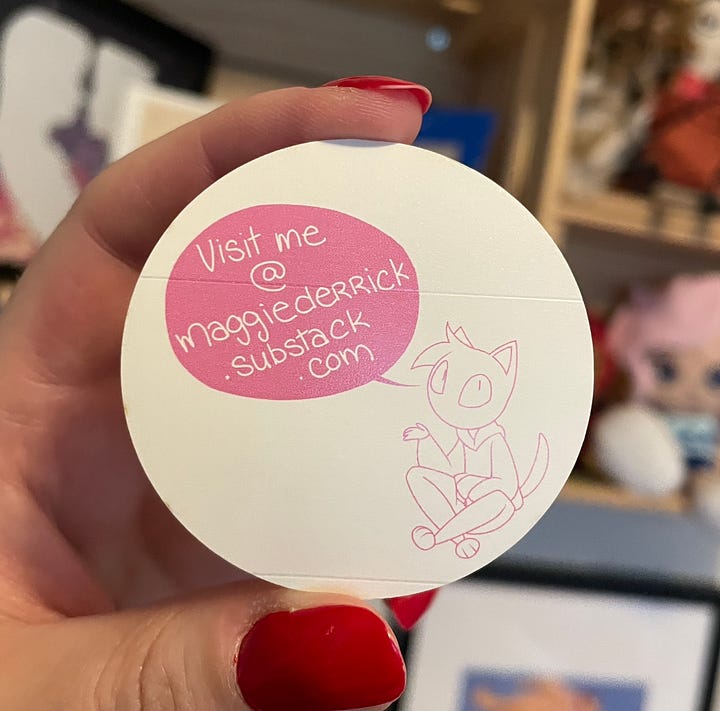 Visit me
@
maggiederrick
.substack
.com